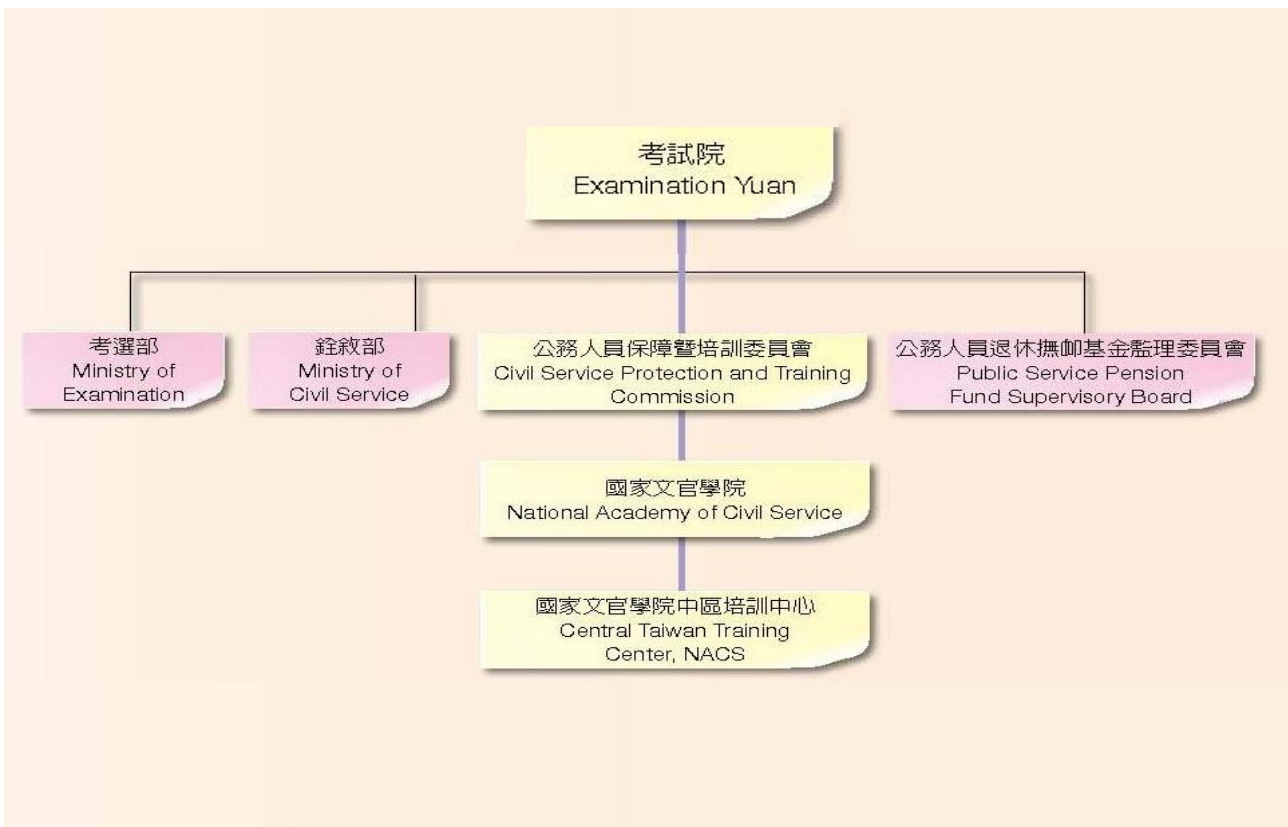 考試院
Examination Yuan
考選部
Ministry of
Examination
銓敘部
Ministry of
Civil Service
公務人員保障暨培訓委員會
Civil Service Protection and Training
Commission
公務人員退休撫卹基金監理委員會
Public Service Pension
Fund Supervisory Board
國家文官學院
National Academy of Civil Service
國家文官學院中區培訓中心
Central Taiwan Training
Center, NACS